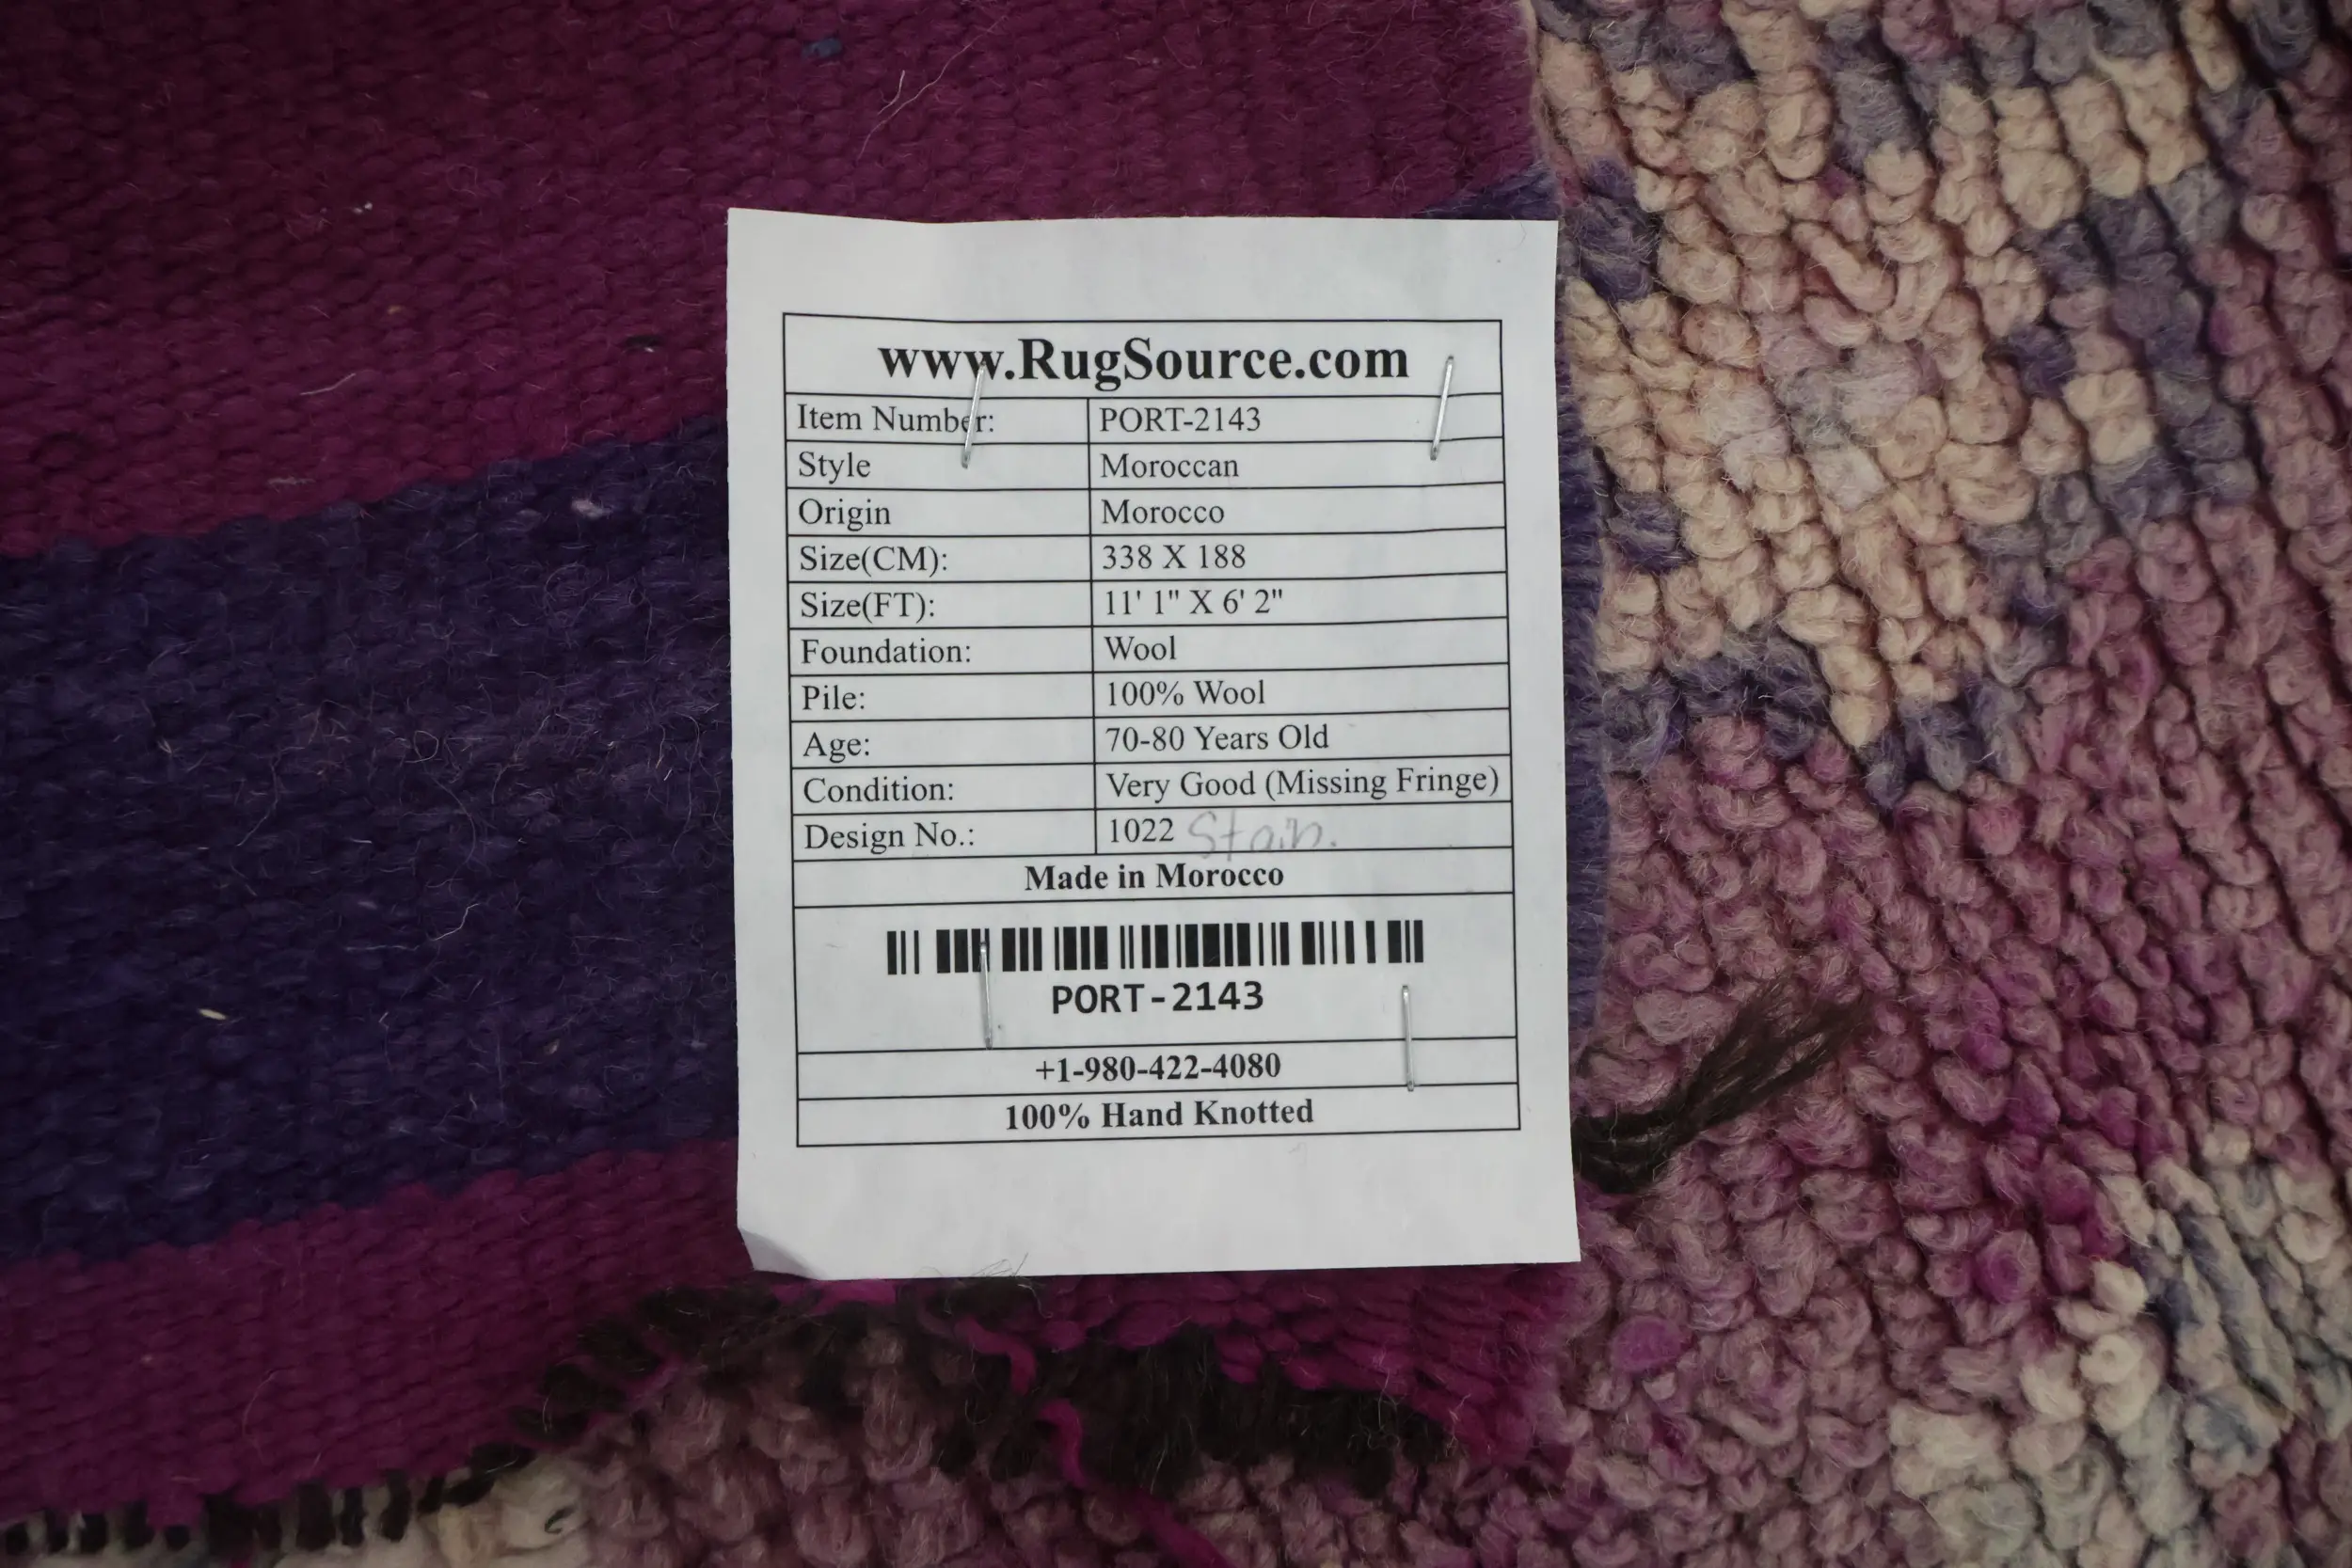 www.RugSource.com
Item Number: PORT-2143
Style Moroccan
Origin Morocco
Size(CM): 338 X 188
Size(FT): 11' 1" X 6' 2"
Foundation: Wool
Pile: 100% Wool
Age: 70-80 Years Old
Condition: Very Good (Missing Fringe)
Design No.: 1022 Stain.
Made in Morocco
PORT-2143
+1-980-422-4080
100% Hand Knotted